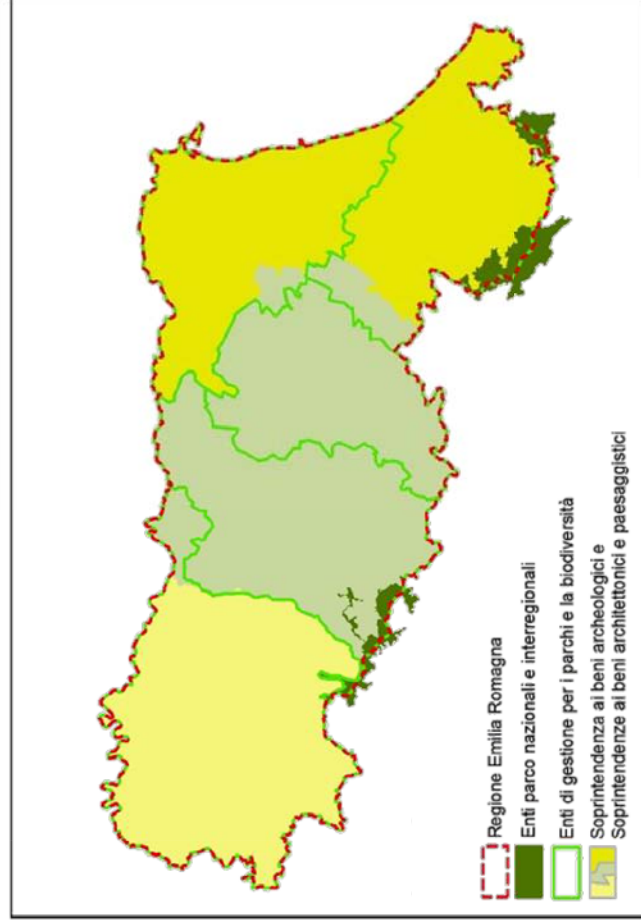 Regione Emilia Romagna
Enti parco nazionali e interregionali
Enti di gestione per i parchi e la biodiversità
Soprintendenza ai beni archeologici e
Soprintendenze ai beni architettonici e paesaggistici